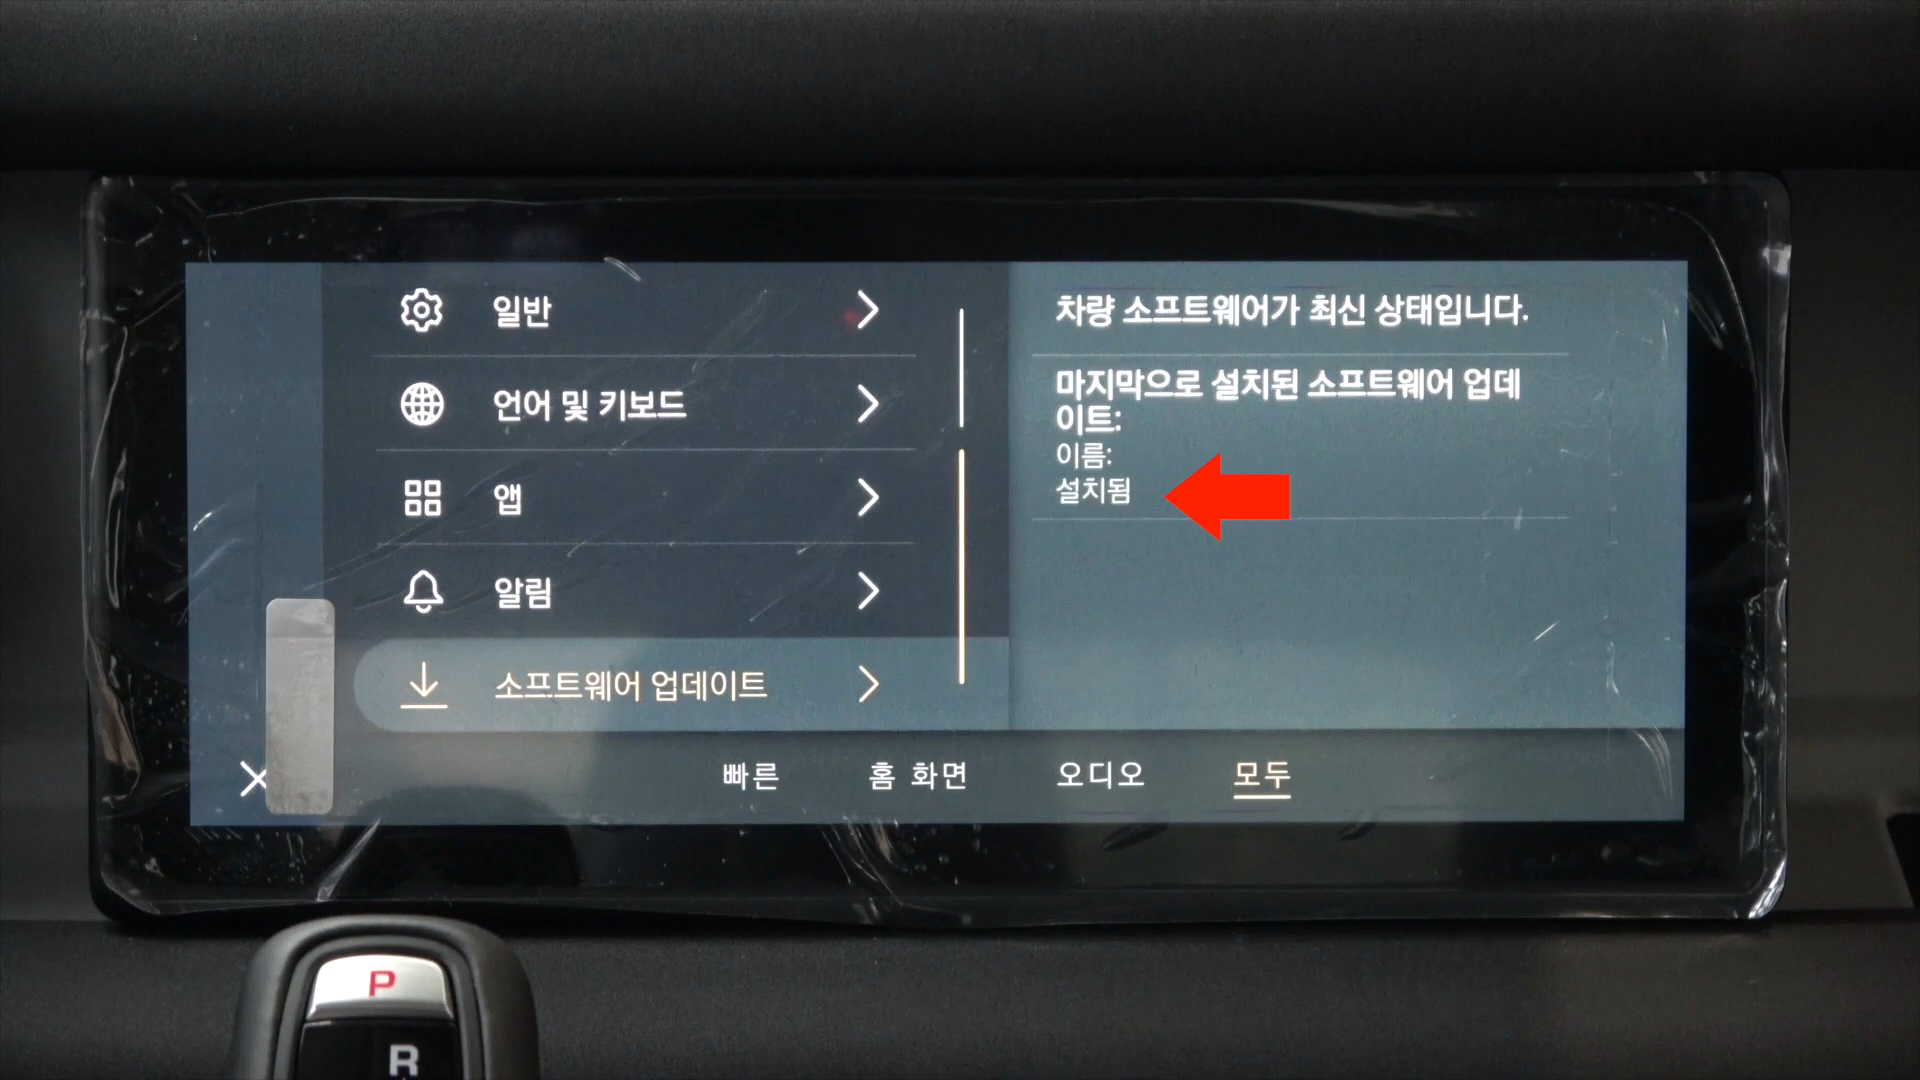 일반
언어 및 키보드
앱
알림
소프트웨어 업데이트
차량 소프트웨어가 최신 상태입니다.
마지막으로 설치된 소프트웨어 업데
이트:
이름:
설치됨
빠른
홈 화면
오디오
모두
P
R